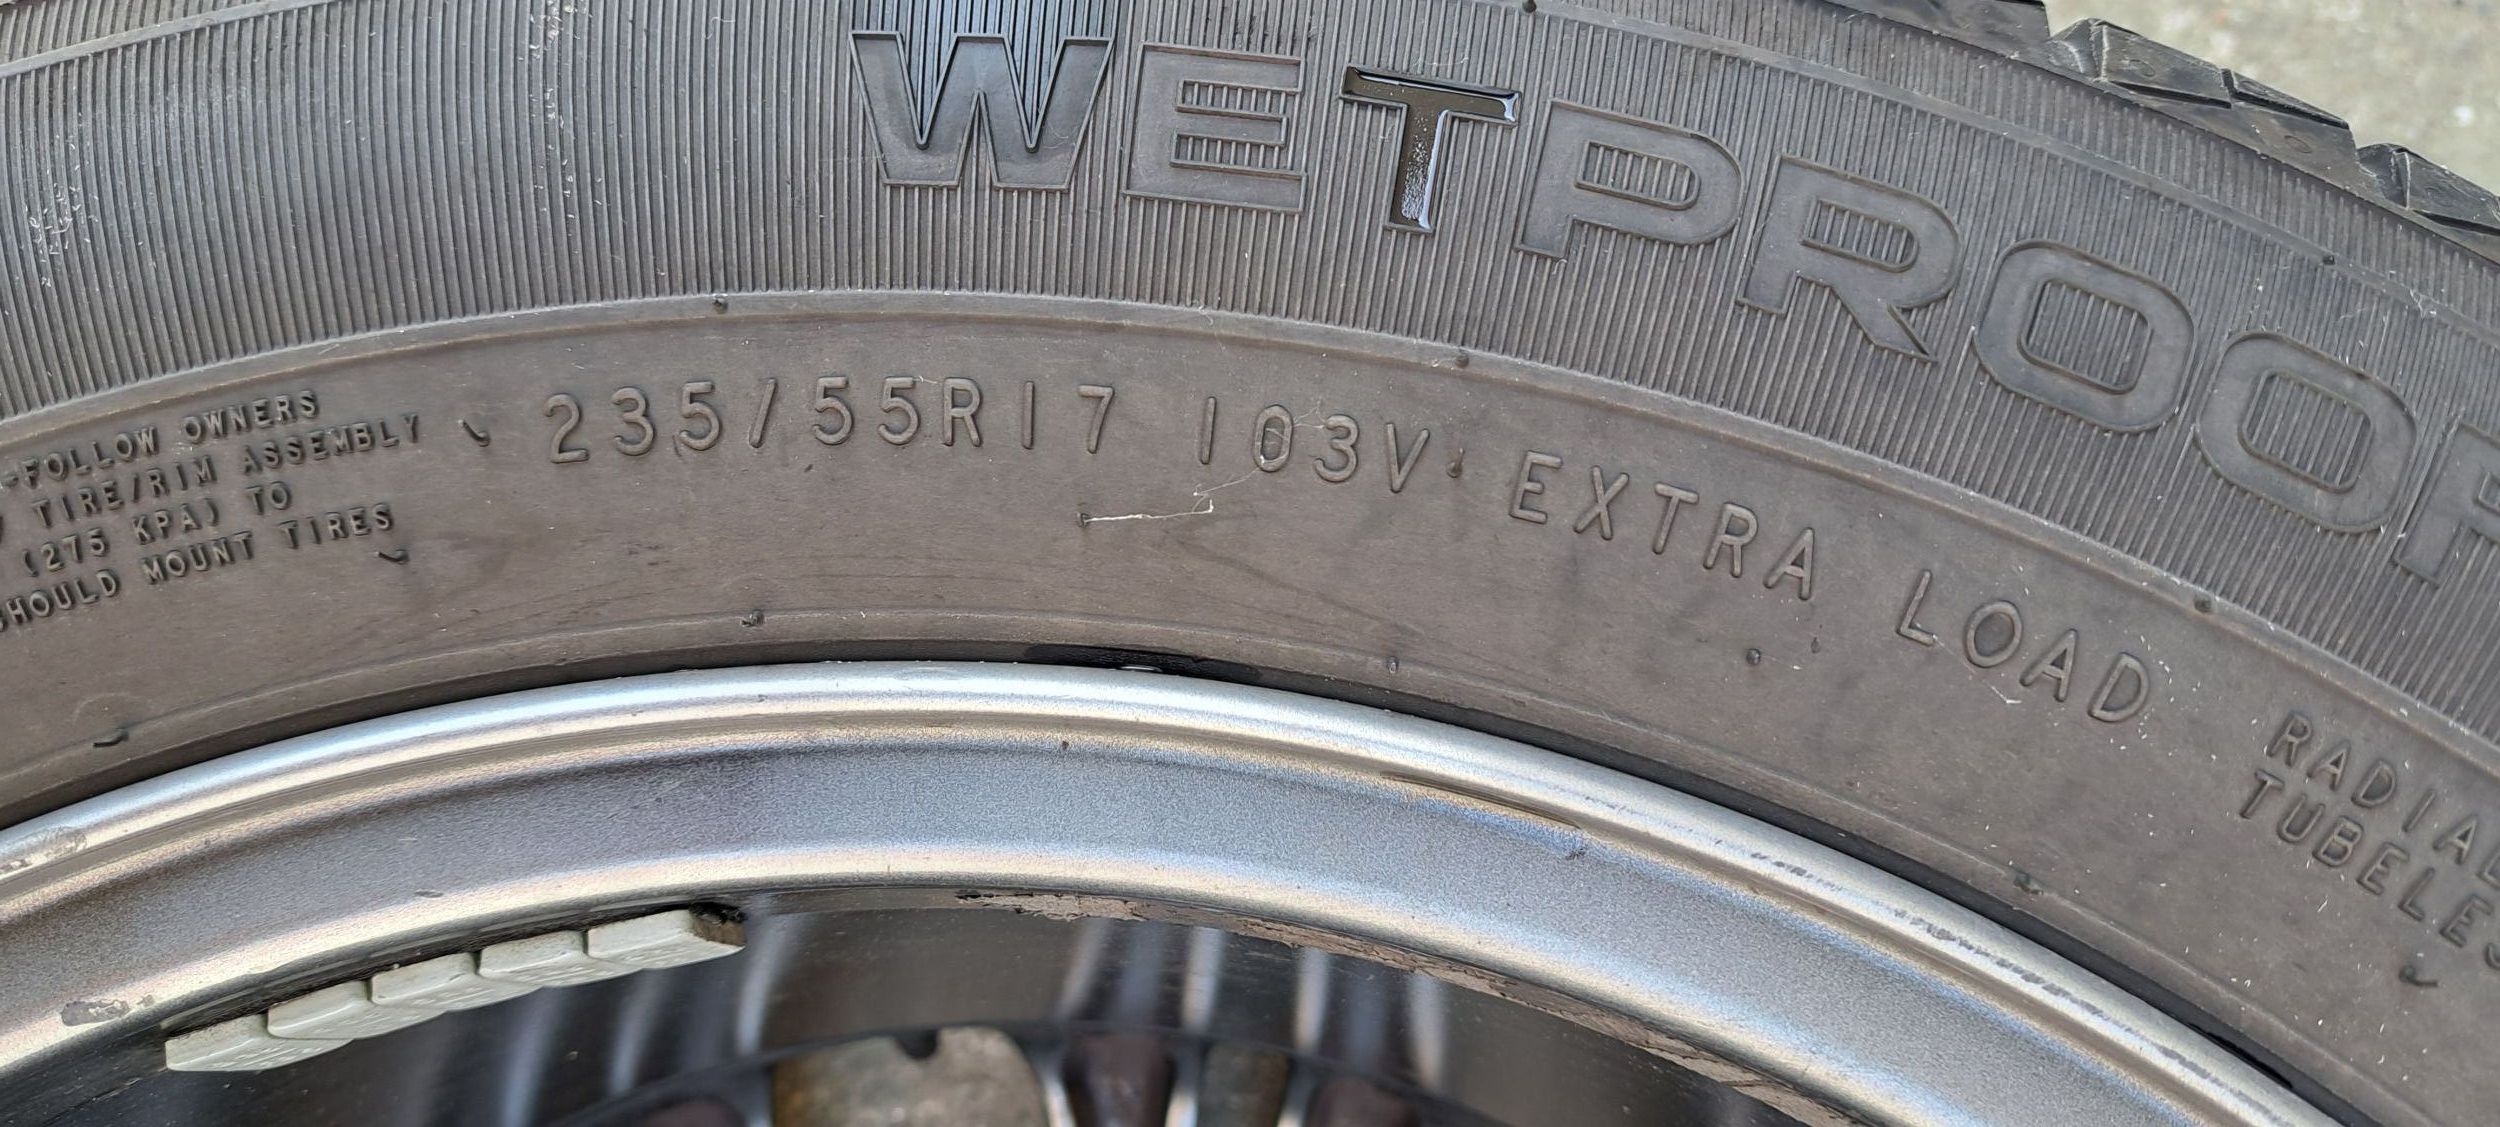 WETPROOF
-FOLLOW OWNERS
TIRE/RIM ASSEMBLY
(275 KPA) TO
SHOULD MOUNT TIRES
235/55R17 103V EXTRA LOAD
RADIAL
TUBELES